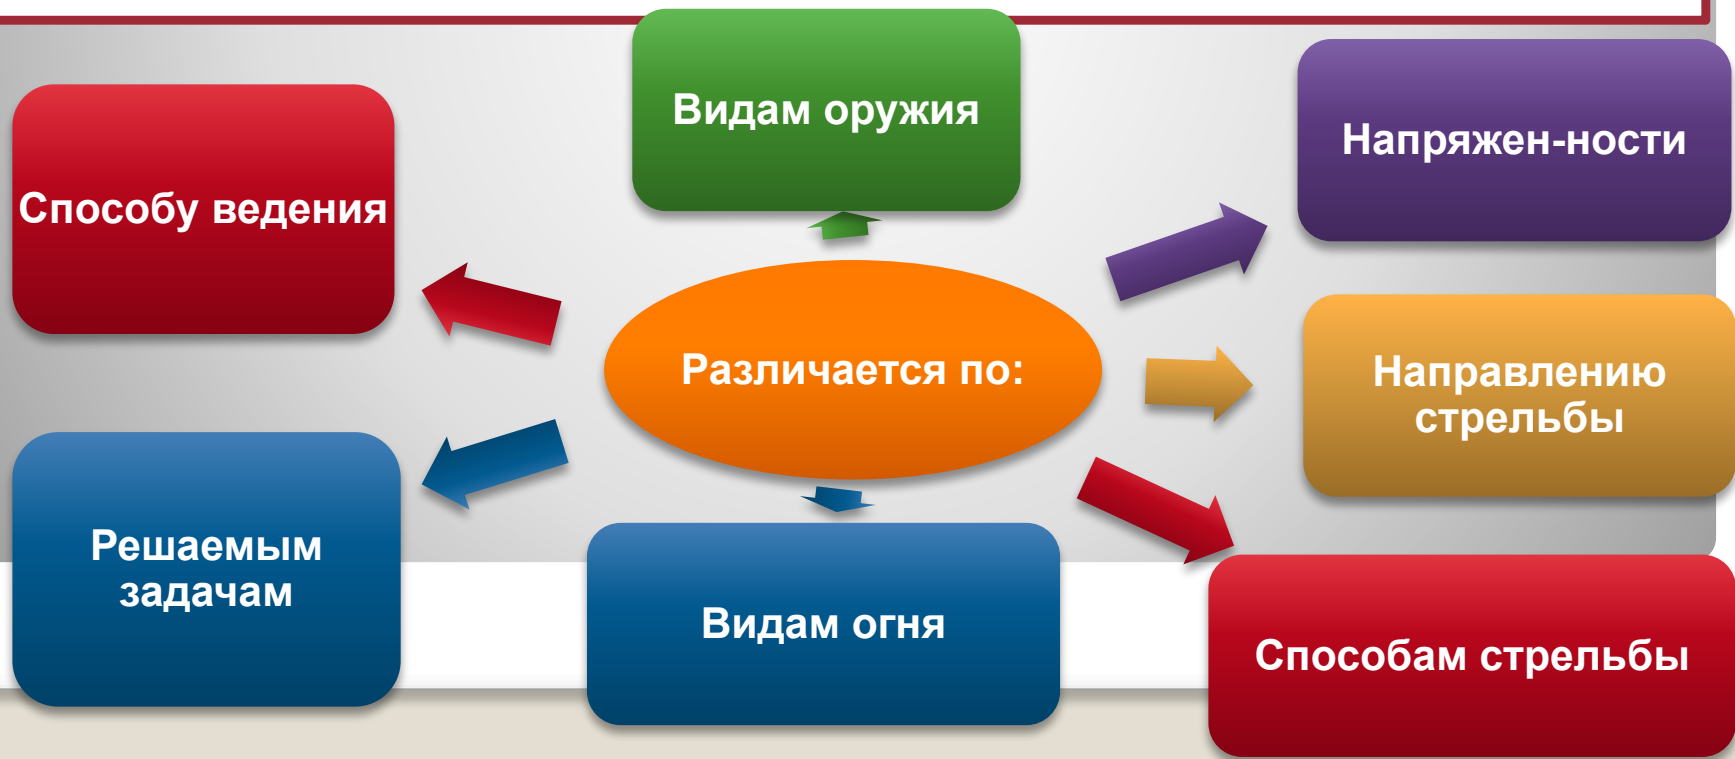 Видам оружия
Напряжен-ности
Способу ведения
Различается по:
Направлению
стрельбы
Решаемым
задачам
Видам огня
Способам стрельбы